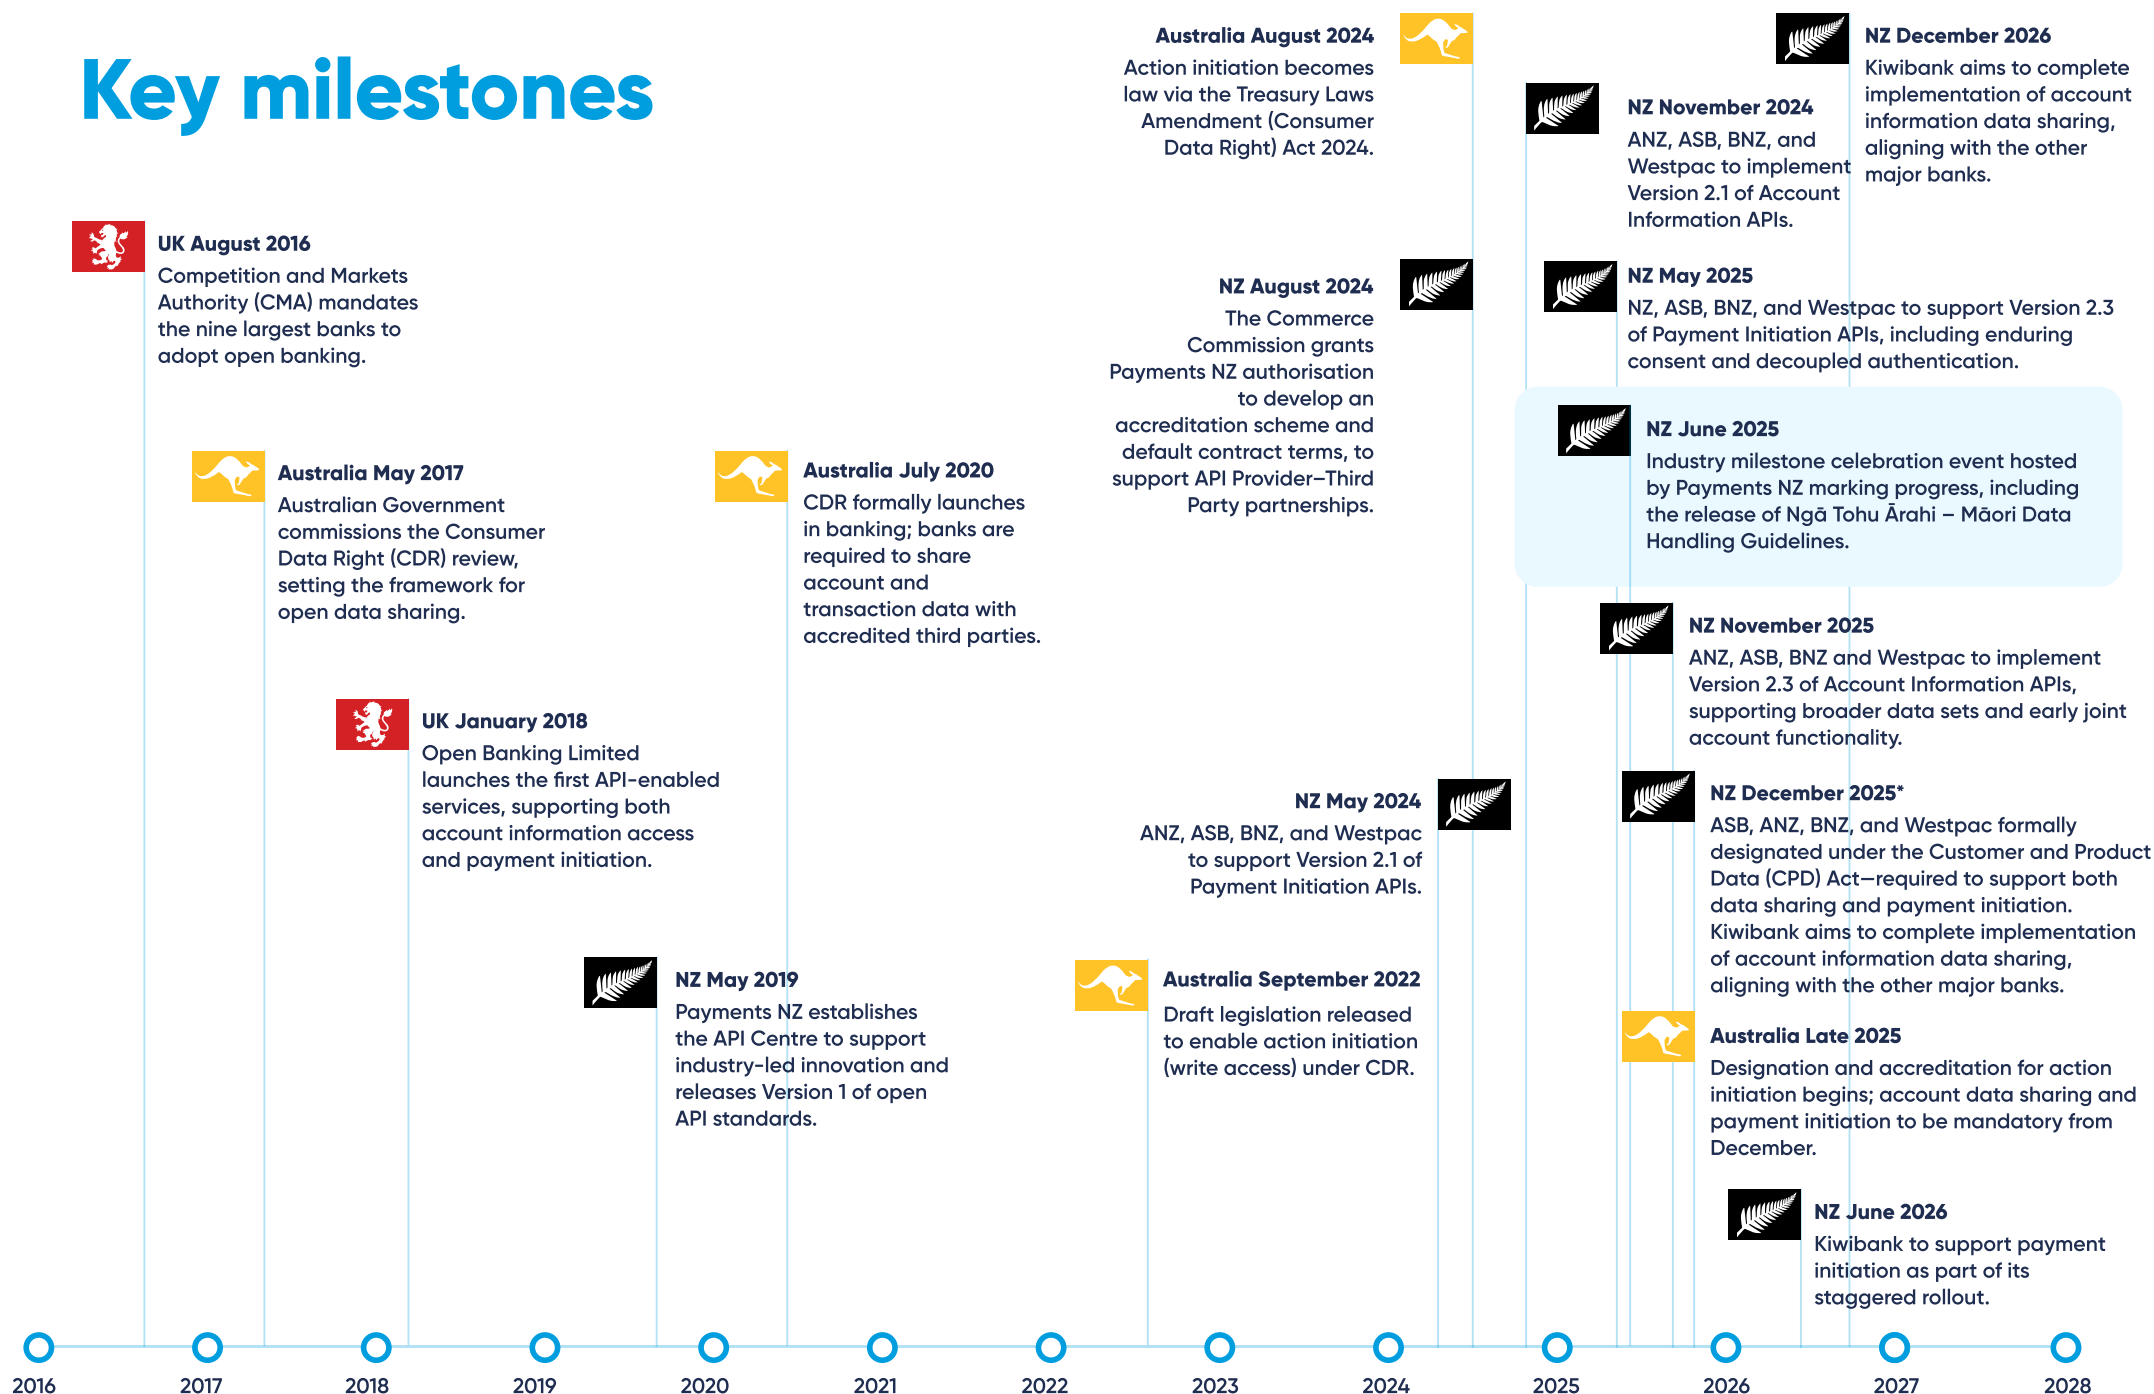 Key milestones
UK August 2016
Competition and Markets
Authority (CMA) mandates
the nine largest banks to
adopt open banking.
Australia May 2017
Australian Government
commissions the Consumer
Data Right (CDR) review,
setting the framework for
open data sharing.
UK January 2018
Open Banking Limited
launches the first API-enabled
services, supporting both
account information access
and payment initiation.
NZ May 2019
Payments NZ establishes
the API Centre to support
industry-led innovation and
releases Version 1 of open
API standards.
Australia July 2020
CDR formally launches
in banking; banks are
required to share
account and
transaction data with
accredited third parties.
Australia September 2022
Draft legislation released
to enable action initiation
(write access) under CDR.
NZ May 2024
ANZ, ASB, BNZ, and Westpac
to support Version 2.1 of
Payment Initiation APIs.
Australia August 2024
Action initiation becomes
law via the Treasury Laws
Amendment (Consumer
Data Right) Act 2024.
NZ August 2024
The Commerce
Commission grants
Payments NZ authorisation
to develop an
accreditation scheme and
default contract terms, to
support API Provider–Third
Party partnerships.
NZ November 2024
ANZ, ASB, BNZ, and
Westpac to implement
Version 2.1 of Account
Information APIs.
NZ December 2026
Kiwibank aims to complete
implementation of account
information data sharing,
aligning with the other
major banks.
NZ May 2025
NZ, ASB, BNZ, and Westpac to support Version 2.3
of Payment Initiation APIs, including enduring
consent and decoupled authentication.
NZ June 2025
Industry milestone celebration event hosted
by Payments NZ marking progress, including
the release of Ngā Tohu Ārahi – Māori Data
Handling Guidelines.
NZ November 2025
ANZ, ASB, BNZ and Westpac to implement
Version 2.3 of Account Information APIs,
supporting broader data sets and early joint
account functionality.
NZ December 2025*
ASB, ANZ, BNZ, and Westpac formally
designated under the Customer and Product
Data (CPD) Act—required to support both
data sharing and payment initiation.
Kiwibank aims to complete implementation
of account information data sharing,
aligning with the other major banks.
Australia Late 2025
Designation and accreditation for action
initiation begins; account data sharing and
payment initiation to be mandatory from
December.
NZ June 2026
Kiwibank to support payment
initiation as part of its
staggered rollout.
2016 2017 2018 2019 2020 2021 2022 2023 2024 2025 2026 2027 2028